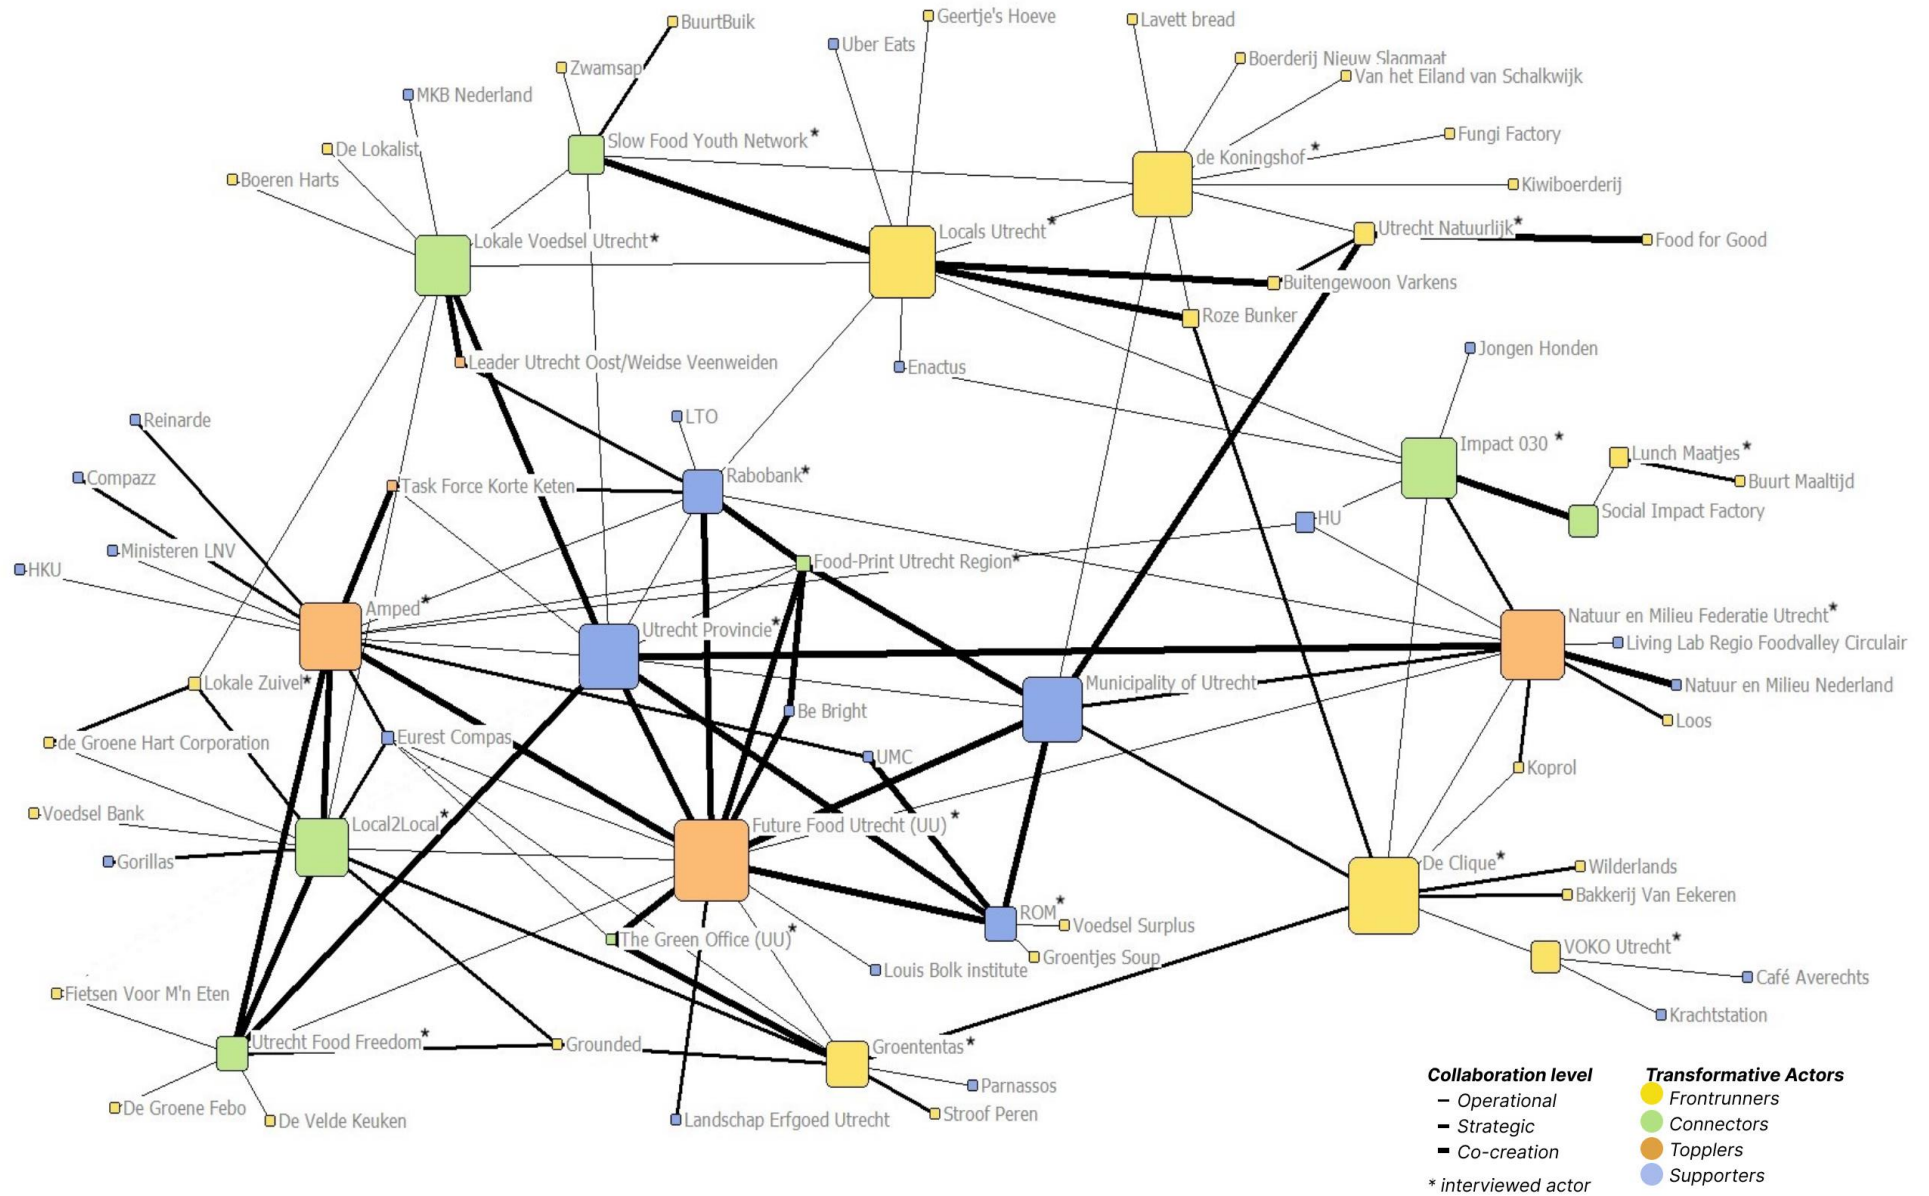 BuurtBuik
Geertje's Hoeve
Lavett bread
Uber Eats
Zwamsap
Boerderij Nieuw Slagmaat
Van het Eiland van Schalkwijk
MKB Nederland
Fungi Factory
De Lokalist
Slow Food Youth Network*
de Koningshof *
Boeren Harts
Kiwiboerderij
Lokale Voedsel Utrecht*
Locals Utrecht*
Utrecht Natuurlijk*
Food for Good
Buitengewoon Varkens
Roze Bunker
Leader Utrecht Oost/Weidse Veenweiden
Enactus
Jongen Honden
Reinarde
LTO
Impact 030 *
Lunch Maatjes*
Compazz
Task Force Korte Keten
Rabobank*
Buurt Maaltijd
HU
Social Impact Factory
Ministeren LNV
HKU
Food-Print Utrecht Region*
Amped*
Utrecht Provincie*
Natuur en Milieu Federatie Utrecht*
Living Lab Regio Foodvalley Circulair
Lokale Zuivel*
Municipality of Utrecht
Natuur en Milieu Nederland
Be Bright
Loos
de Groene Hart Corporation
Eurest Compas
UMC
Koprol
Voedsel Bank
Local2Local*
Future Food Utrecht (UU) *
Gorillas
De Clique*
Wilderlands
Bakkerij Van Eekeren
The Green Office (UU)*
ROM*
Voedsel Surplus
VOKO Utrecht*
Groentjes Soup
Louis Bolk institute
Café Averechts
Fietsen Voor M'n Eten
Krachtstation
Utrecht Food Freedom*
Grounded
Groententas*
Parnassos
De Groene Febo
De Velde Keuken
Landschap Erfgoed Utrecht
Stroof Peren
Collaboration level
Operational
Strategic
Co-creation
* interviewed actor
Transformative Actors
Frontrunners
Connectors
Topplers
Supporters